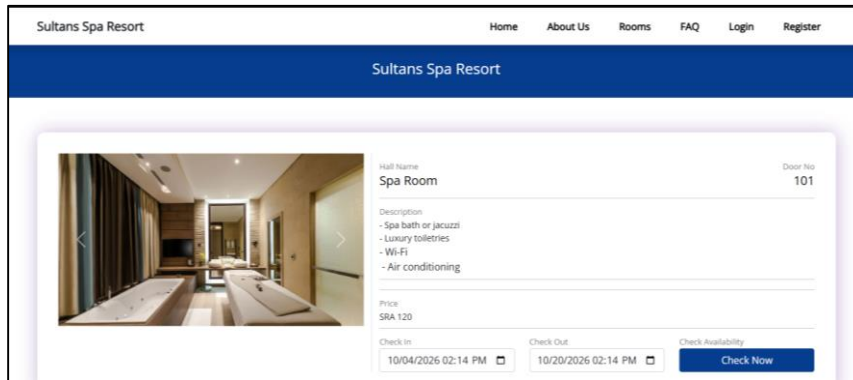 Sultans Spa Resort
Home About Us Rooms FAQ Login Register
Sultans Spa Resort
Hall Name Door No
Spa Room 101
Description
- Spa bath or jacuzzi
- Luxury toiletries
- Wi-Fi
- Air conditioning
Price
SRA 120
Check In Check Out Check Availability
10/04/2026 02:14 PM 10/20/2026 02:14 PM Check Now